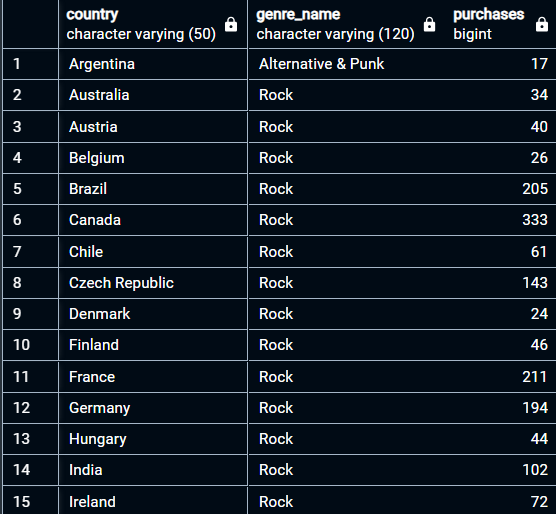 country genre_name purchases
character varying (50) character varying (120) bigint
1 Argentina Alternative & Punk 17
2 Australia Rock 34
3 Austria Rock 40
4 Belgium Rock 26
5 Brazil Rock 205
6 Canada Rock 333
7 Chile Rock 61
8 Czech Republic Rock 143
9 Denmark Rock 24
10 Finland Rock 46
11 France Rock 211
12 Germany Rock 194
13 Hungary Rock 44
14 India Rock 102
15 Ireland Rock 72